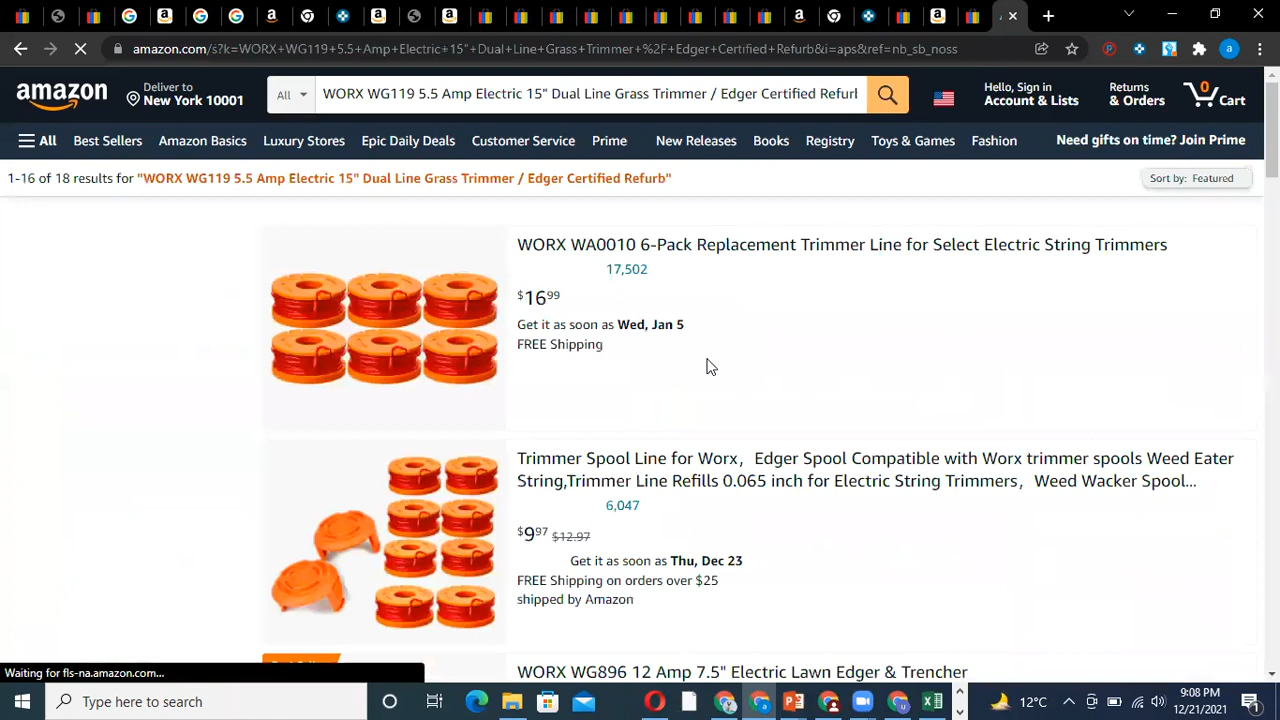 amazon.com/s?k=WORX+WG119+5.5+Amp+Electric+15"+Dual+Line+Grass+Trimmer+%2F+Edger+Certified+Refurb&i=aps&ref=nb_sb_noss
amazon
Deliver to
New York 10001
All
WORX WG119 5.5 Amp Electric 15" Dual Line Grass Trimmer / Edger Certified Refurb
Hello, Sign in
Account & Lists
Returns
& Orders
0
Cart
All
Best Sellers
Amazon Basics
Luxury Stores
Epic Daily Deals
Customer Service
Prime
New Releases
Books
Registry
Toys & Games
Fashion
Need gifts on time? Join Prime
1-16 of 18 results for "WORX WG119 5.5 Amp Electric 15" Dual Line Grass Trimmer / Edger Certified Refurb"
Sort by: Featured
WORX WA0010 6-Pack Replacement Trimmer Line for Select Electric String Trimmers
17,502
$16 99
Get it as soon as Wed, Jan 5
FREE Shipping
Trimmer Spool Line for Worx，Edger Spool Compatible with Worx trimmer spools Weed Eater
String,Trimmer Line Refills 0.065 inch for Electric String Trimmers，Weed Wacker Spool...
6,047
$9 97 $12.97
Get it as soon as Thu, Dec 23
FREE Shipping on orders over $25
shipped by Amazon
WORX WG896 12 Amp 7.5" Electric Lawn Edger & Trencher
Waiting for fls-na.amazon.com...
Type here to search
12°C
9:08 PM
12/21/2021
1